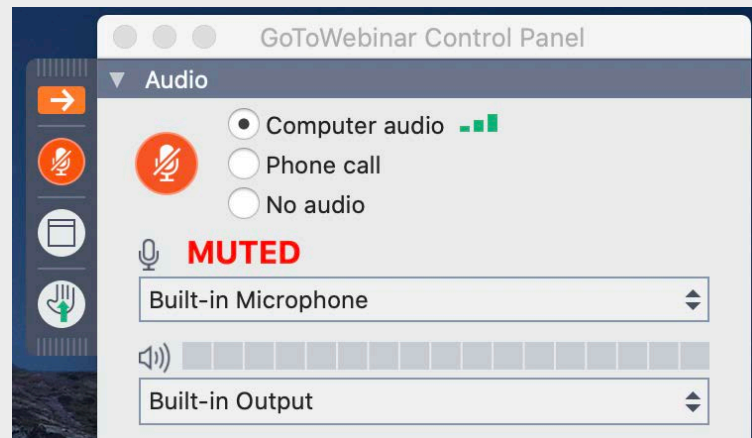 GoToWebinar Control Panel
Audio
Computer audio
Phone call
No audio
MUTED
Built-in Microphone
Built-in Output